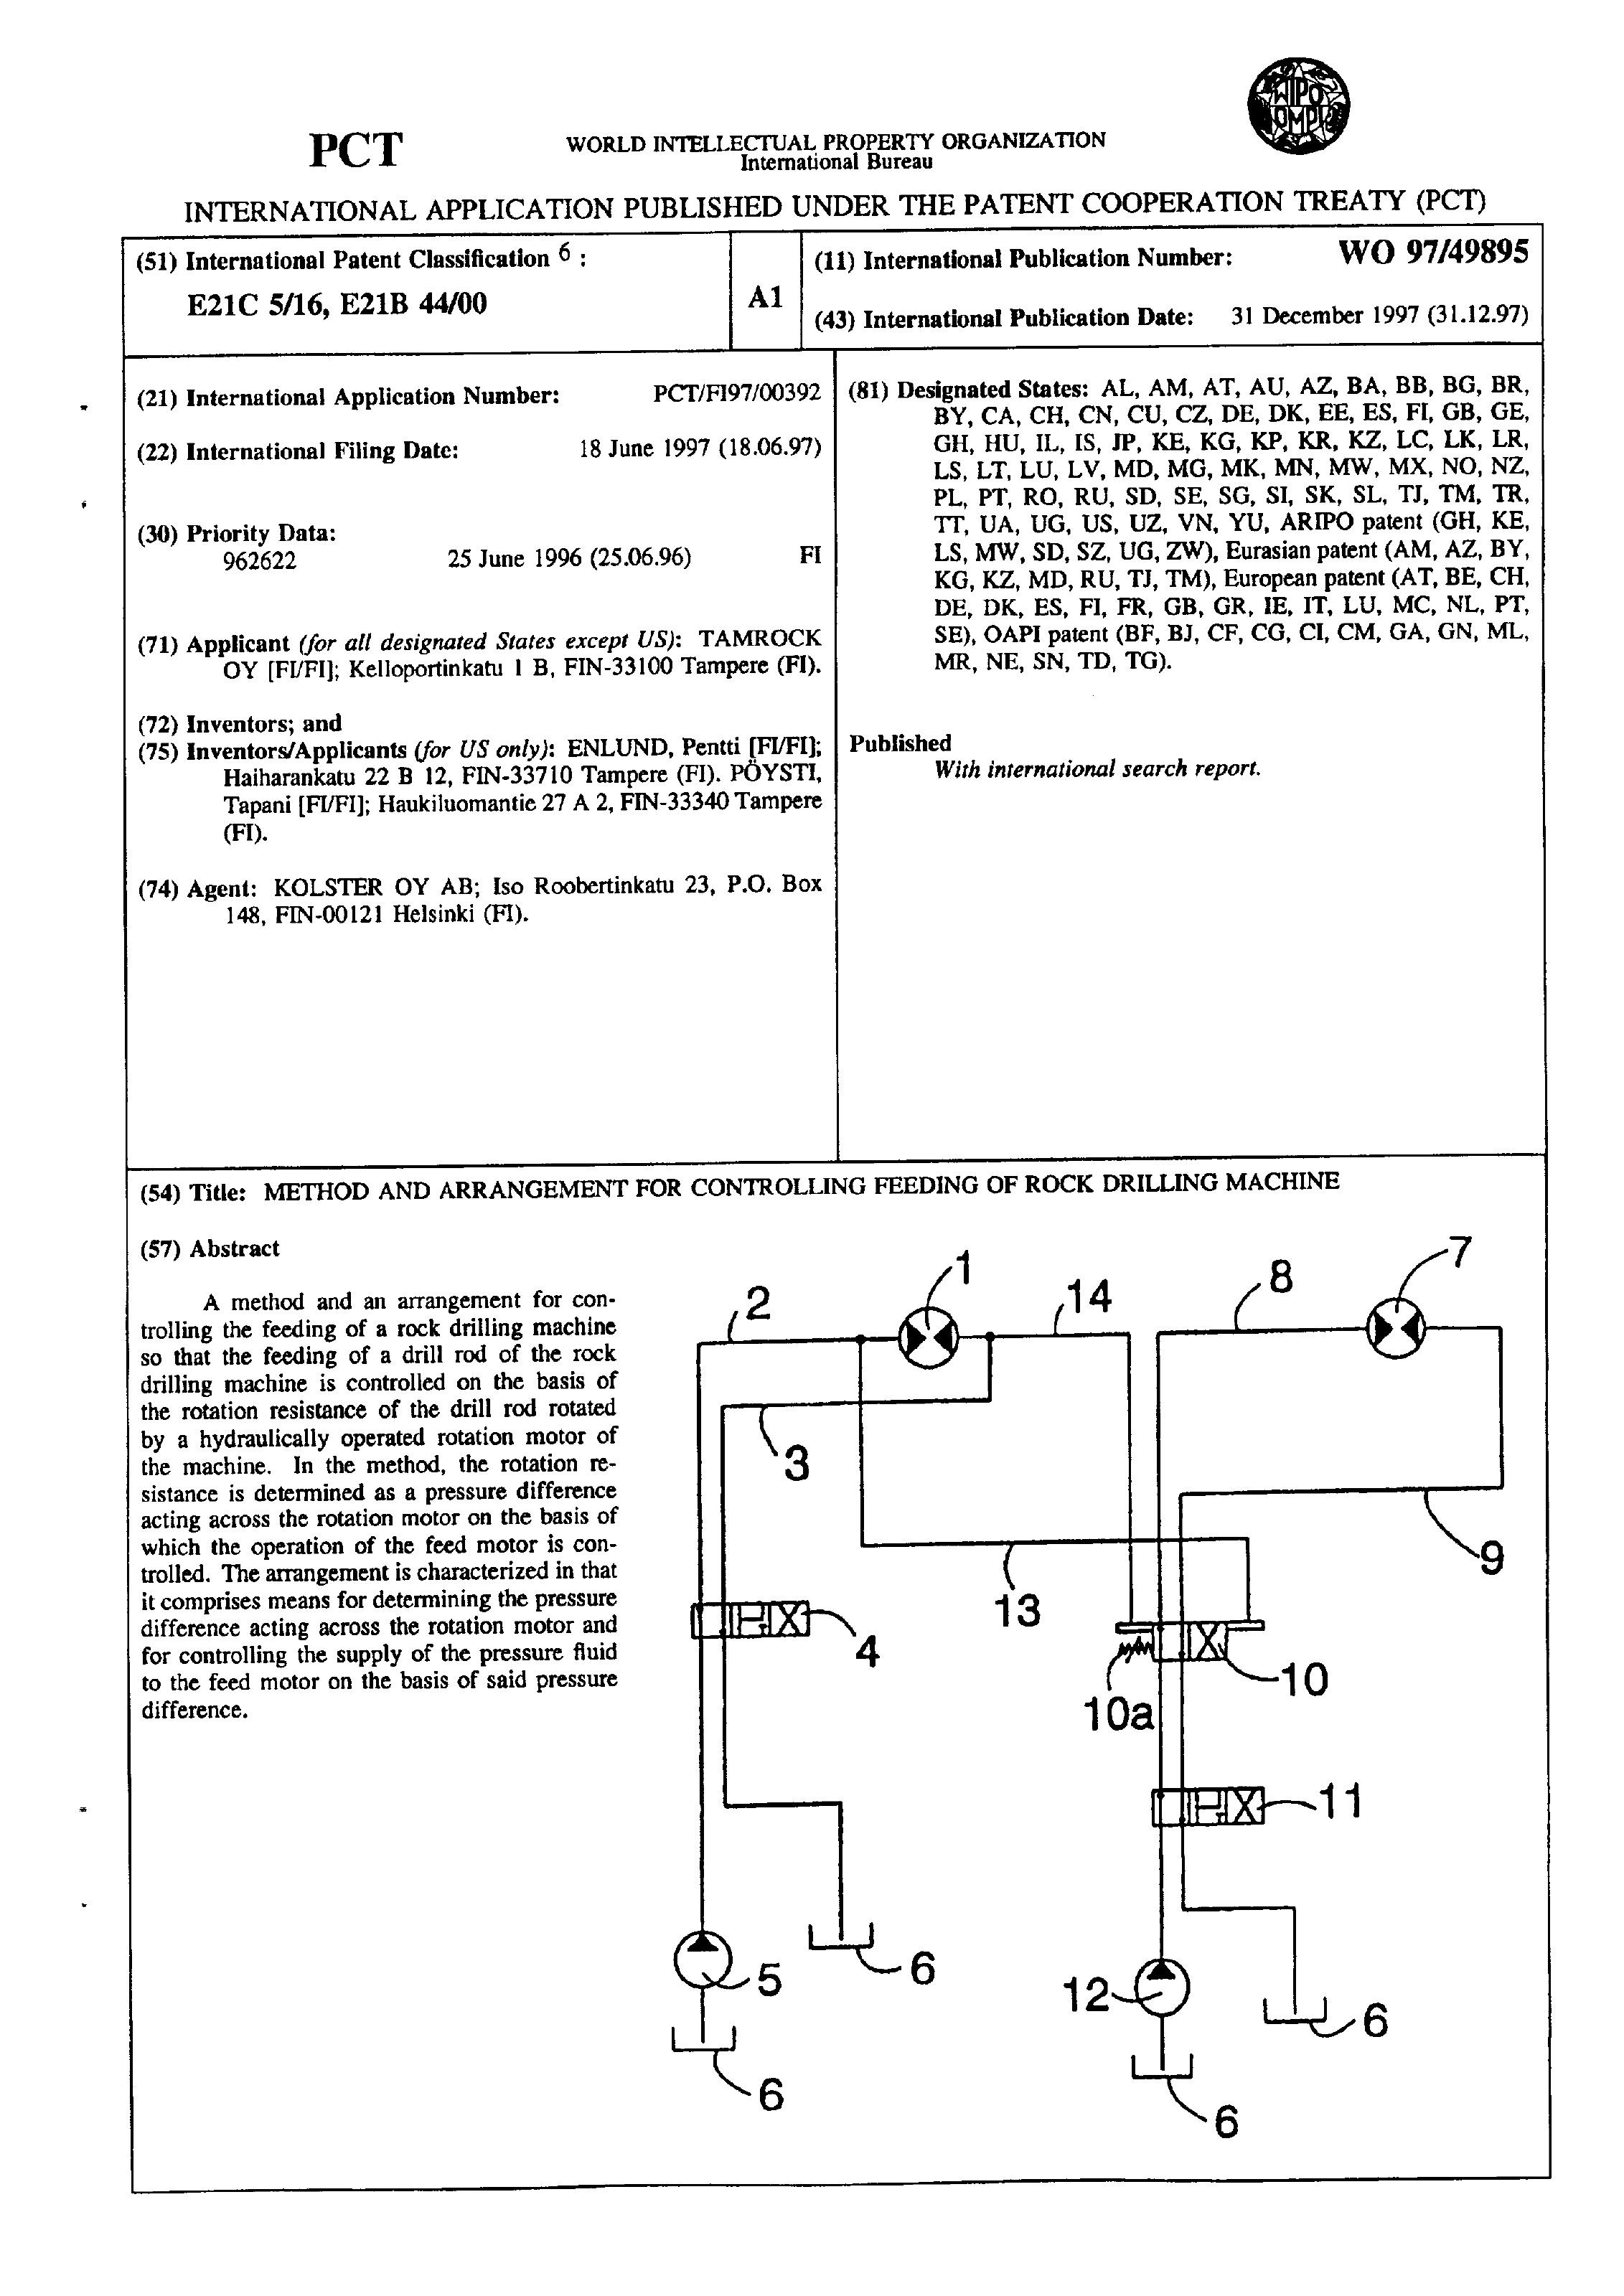 WIPO
OMPI
PCT
WORLD INTELLECTUAL PROPERTY ORGANIZATION
International Bureau
INTERNATIONAL APPLICATION PUBLISHED UNDER THE PATENT COOPERATION TREATY (PCT)
(51) International Patent Classification 6 :
E21C 5/16, E21B 44/00
A1
(11) International Publication Number: WO 97/49895
(43) International Publication Date: 31 December 1997 (31.12.97)
(21) International Application Number: PCT/FI97/00392
(22) International Filing Date: 18 June 1997 (18.06.97)
(30) Priority Data:
962622 25 June 1996 (25.06.96) FI
(71) Applicant (for all designated States except US): TAMROCK
OY [FI/FI]; Kelloportinkatu 1 B, FIN-33100 Tampere (FI).
(72) Inventors; and
(75) Inventors/Applicants (for US only): ENLUND, Pentti [FI/FI];
Haiharankatu 22 B 12, FIN-33710 Tampere (FI). PÖYSTI,
Tapani [FI/FI]; Haukiluomantie 27 A 2, FIN-33340 Tampere
(FI).
(74) Agent: KOLSTER OY AB; Iso Roobertinkatu 23, P.O. Box
148, FIN-00121 Helsinki (FI).
(81) Designated States: AL, AM, AT, AU, AZ, BA, BB, BG, BR,
BY, CA, CH, CN, CU, CZ, DE, DK, EE, ES, FI, GB, GE,
GH, HU, IL, IS, JP, KE, KG, KP, KR, KZ, LC, LK, LR,
LS, LT, LU, LV, MD, MG, MK, MN, MW, MX, NO, NZ,
PL, PT, RO, RU, SD, SE, SG, SI, SK, SL, TJ, TM, TR,
TT, UA, UG, US, UZ, VN, YU, ARIPO patent (GH, KE,
LS, MW, SD, SZ, UG, ZW), Eurasian patent (AM, AZ, BY,
KG, KZ, MD, RU, TJ, TM), European patent (AT, BE, CH,
DE, DK, ES, FI, FR, GB, GR, IE, IT, LU, MC, NL, PT,
SE), OAPI patent (BF, BJ, CF, CG, CI, CM, GA, GN, ML,
MR, NE, SN, TD, TG).
Published
With international search report.
(54) Title: METHOD AND ARRANGEMENT FOR CONTROLLING FEEDING OF ROCK DRILLING MACHINE
(57) Abstract
A method and an arrangement for con-
trolling the feeding of a rock drilling machine
so that the feeding of a drill rod of the rock
drilling machine is controlled on the basis of
the rotation resistance of the drill rod rotated
by a hydraulically operated rotation motor of
the machine. In the method, the rotation re-
sistance is determined as a pressure difference
acting across the rotation motor on the basis of
which the operation of the feed motor is con-
trolled. The arrangement is characterized in that
it comprises means for determining the pressure
difference acting across the rotation motor and
for controlling the supply of the pressure fluid
to the feed motor on the basis of said pressure
difference.
1
2
14
8
7
3
9
13
4
10
10a
11
5
6
12
6
6
6